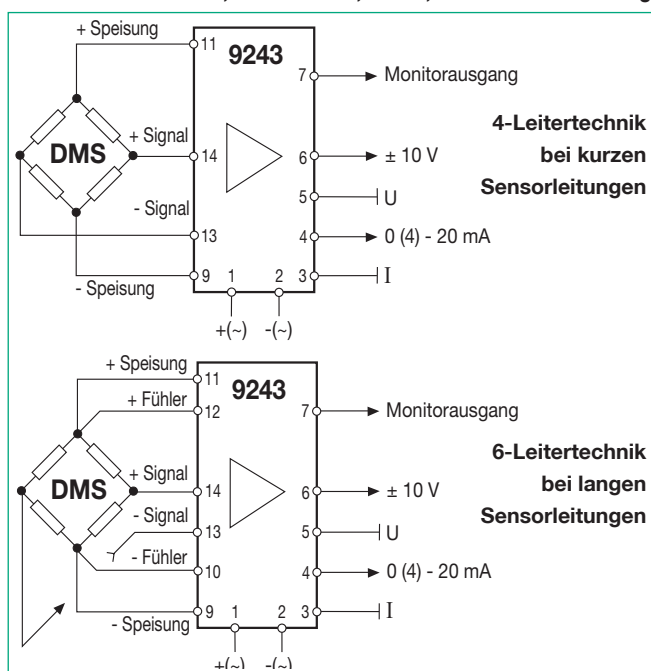 + Speisung
11
9243
7
Monitorausgang
4-Leitertechnik
bei kurzen
Sensorleitungen
DMS
+ Signal
14
6
± 10 V
5
U
- Signal
13
4
0 (4) - 20 mA
- Speisung
9
1
2
3
I
+(~)
-(~)
+ Speisung
11
9243
+ Fühler
12
7
Monitorausgang
6-Leitertechnik
bei langen
Sensorleitungen
DMS
+ Signal
14
6
± 10 V
- Signal
13
5
U
- Fühler
10
4
0 (4) - 20 mA
- Speisung
9
1
2
3
I
+(~)
-(~)